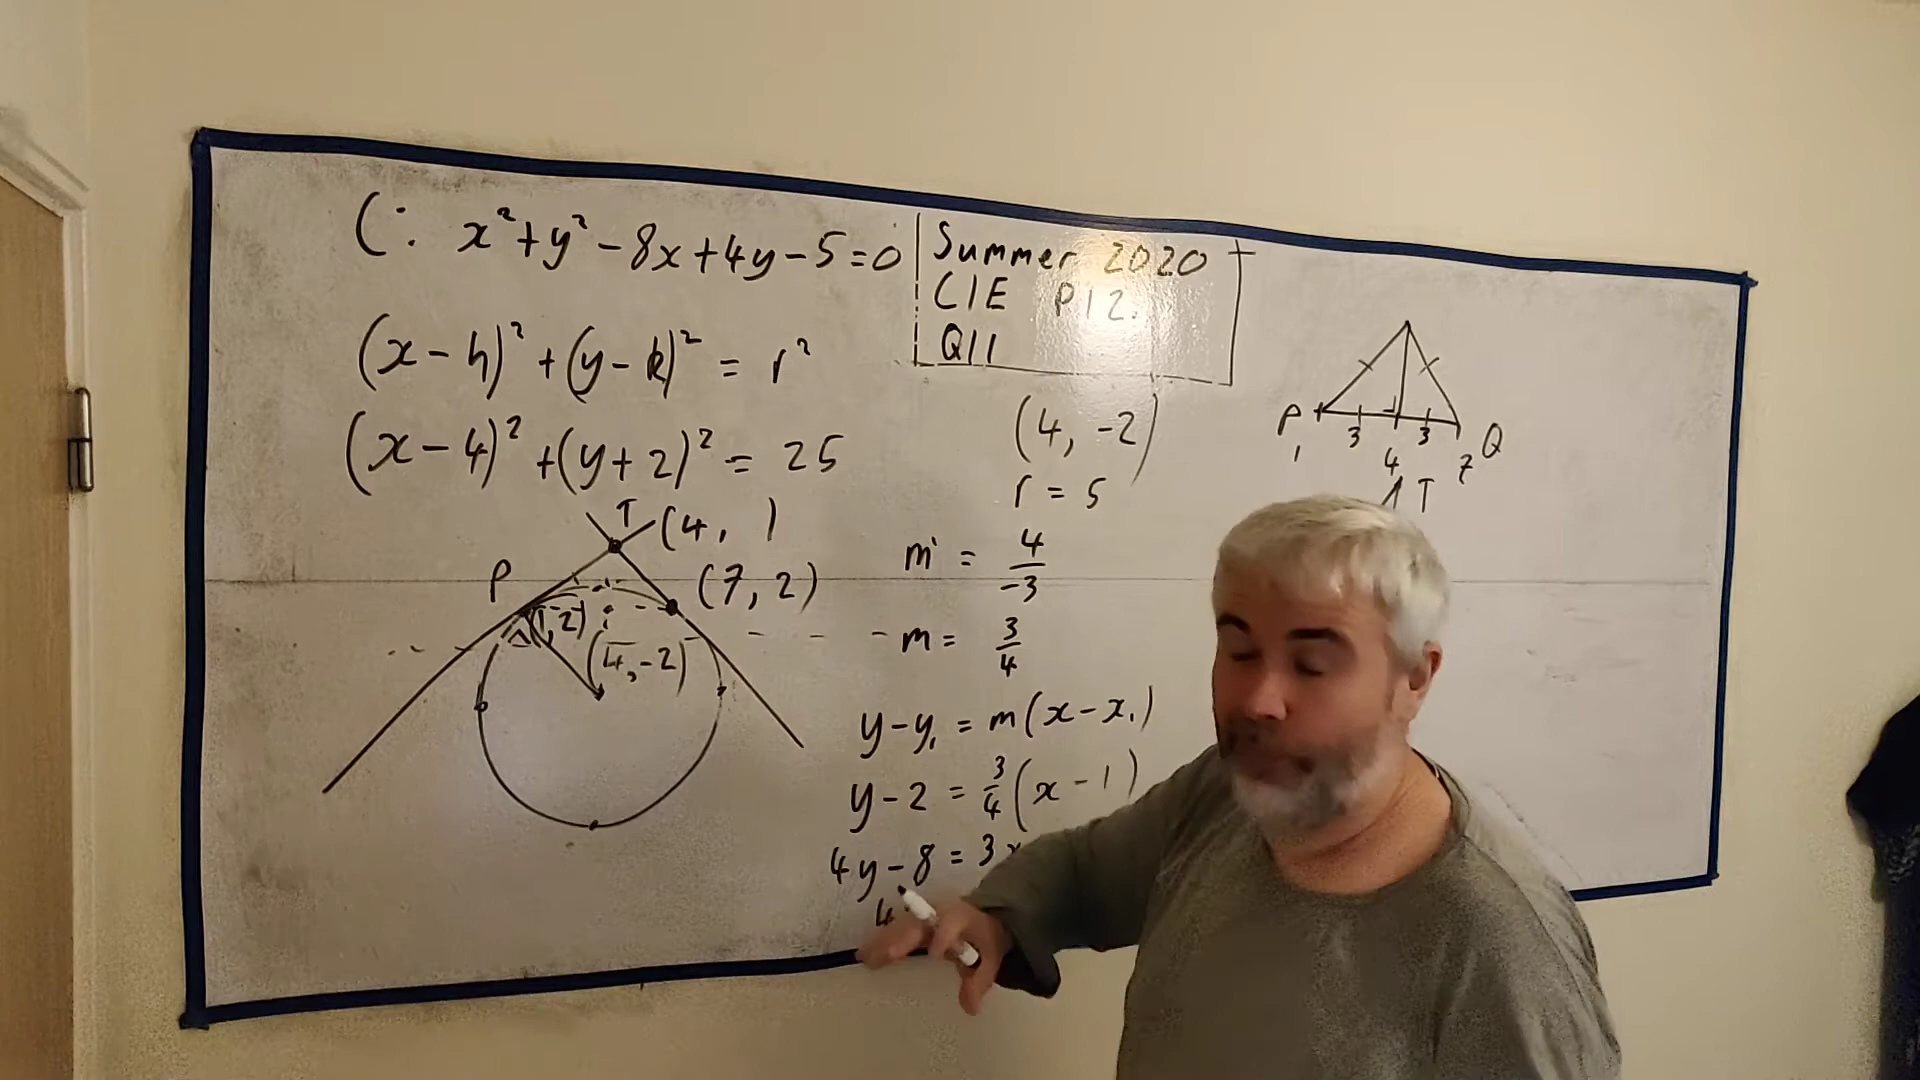 C: x² + y² - 8x + 4y - 5 = 0
Summer 2020
CIE P12.
Q11
(x - h)² + (y - k)² = r²
(x - 4)² + (y + 2)² = 25
(4, -2)
r = 5
m' = 4/-3
m = 3/4
y - y₁ = m(x - x₁)
y - 2 = 3/4 (x - 1)
4y - 8 = 3x
4
T (4, )
P
(7, 2)
(1, 2)
(4, -2)
P
Q
3 3
1 4 7
T